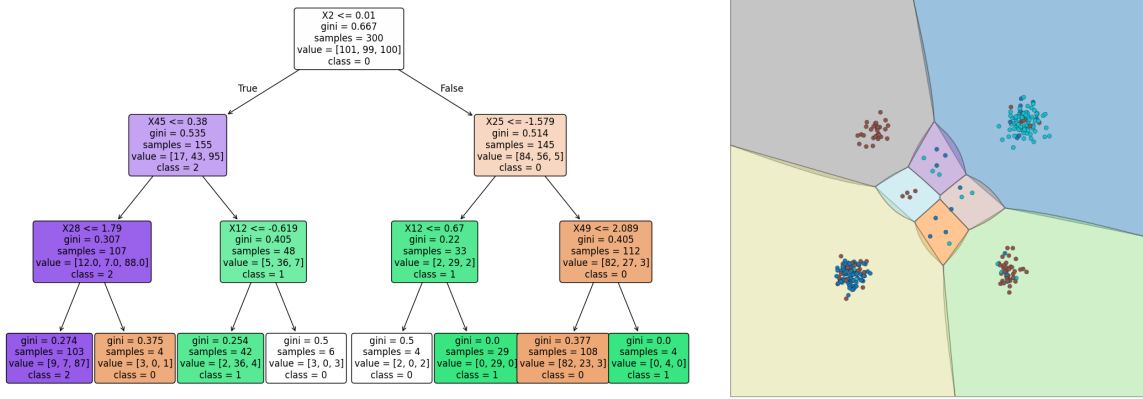 X2 <= 0.01
gini = 0.667
samples = 300
value = [101, 99, 100]
class = 0
True
False
X45 <= 0.38
gini = 0.535
samples = 155
value = [17, 43, 95]
class = 2
X25 <= -1.579
gini = 0.514
samples = 145
value = [84, 56, 5]
class = 0
X28 <= 1.79
gini = 0.307
samples = 107
value = [12.0, 7.0, 88.0]
class = 2
X12 <= -0.619
gini = 0.405
samples = 48
value = [5, 36, 7]
class = 1
X12 <= 0.67
gini = 0.22
samples = 33
value = [2, 29, 2]
class = 1
X49 <= 2.089
gini = 0.405
samples = 112
value = [82, 27, 3]
class = 0
gini = 0.274
samples = 103
value = [9, 7, 87]
class = 2
gini = 0.375
samples = 4
value = [3, 0, 1]
class = 0
gini = 0.254
samples = 42
value = [2, 36, 4]
class = 1
gini = 0.5
samples = 6
value = [3, 0, 3]
class = 0
gini = 0.5
samples = 4
value = [2, 0, 2]
class = 0
gini = 0.0
samples = 29
value = [0, 29, 0]
class = 1
gini = 0.377
samples = 108
value = [82, 23, 3]
class = 0
gini = 0.0
samples = 4
value = [0, 4, 0]
class = 1